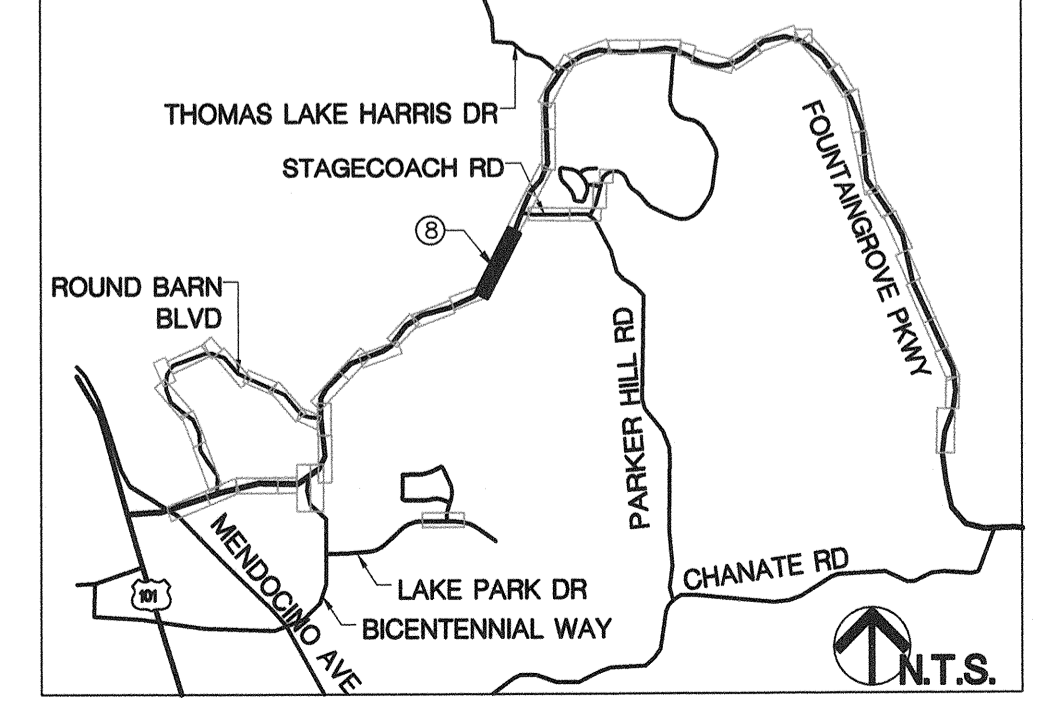 THOMAS LAKE HARRIS DR
STAGECOACH RD
FOUNTAINGROVE PKWY
8
ROUND BARN
BLVD
PARKER HILL RD
MENDOCINO AVE
101
LAKE PARK DR
CHANATE RD
BICENTENNIAL WAY
N.T.S.